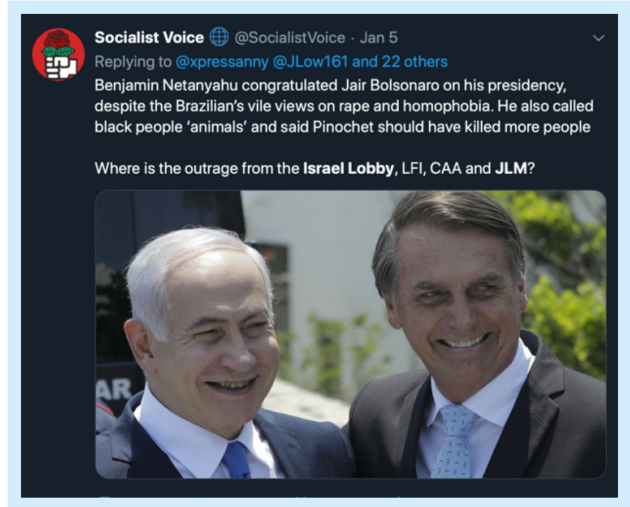 Socialist Voice @SocialistVoice · Jan 5
Replying to @xpressanny @JLow161 and 22 others
Benjamin Netanyahu congratulated Jair Bolsonaro on his presidency,
despite the Brazilian's vile views on rape and homophobia. He also called
black people 'animals' and said Pinochet should have killed more people
Where is the outrage from the Israel Lobby, LFI, CAA and JLM?
AR